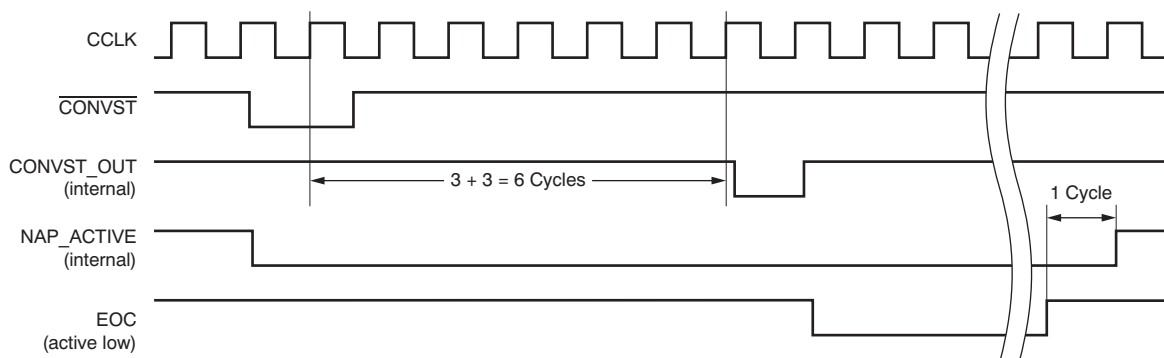 CCLK
CONVST
CONVST_OUT
(internal)
3 + 3 = 6 Cycles
1 Cycle
NAP_ACTIVE
(internal)
EOC
(active low)